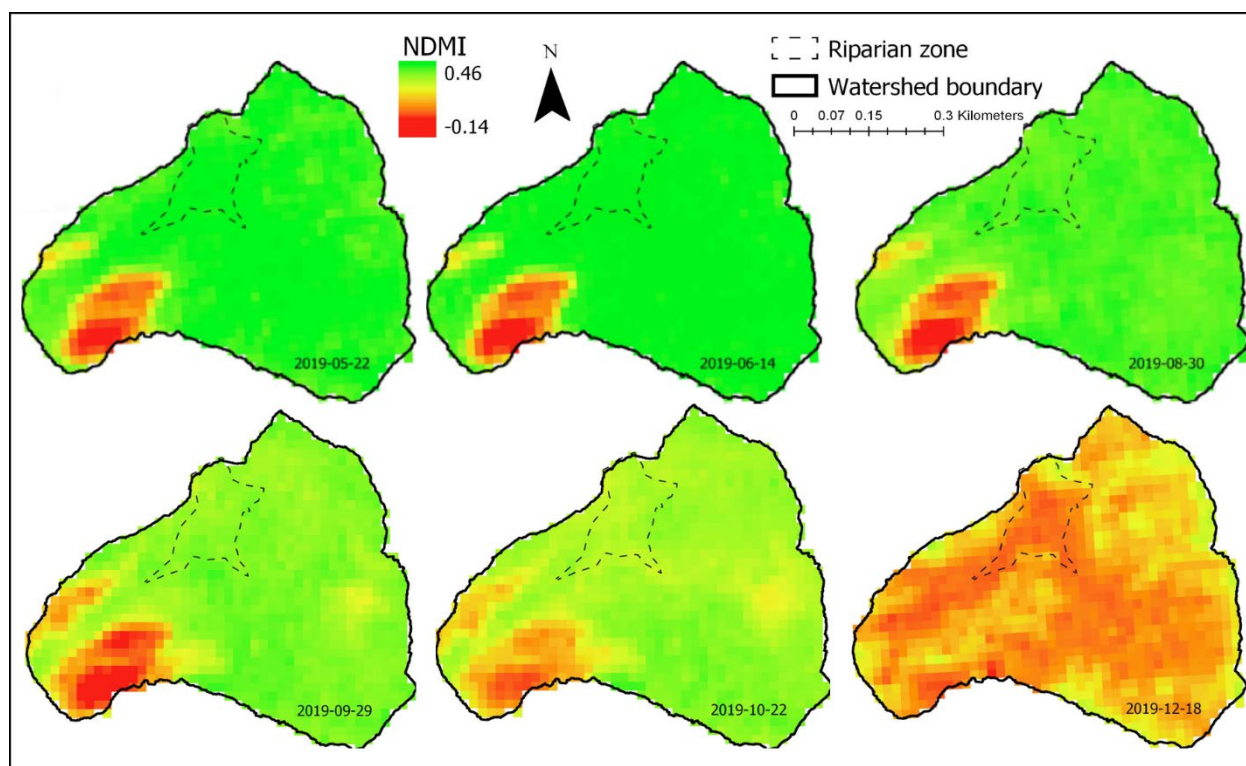 NDMI
0.46
-0.14
N
Riparian zone
Watershed boundary
0 0.07 0.15 0.3 Kilometers
2019-05-22
2019-06-14
2019-08-30
2019-09-29
2019-10-22
2019-12-18